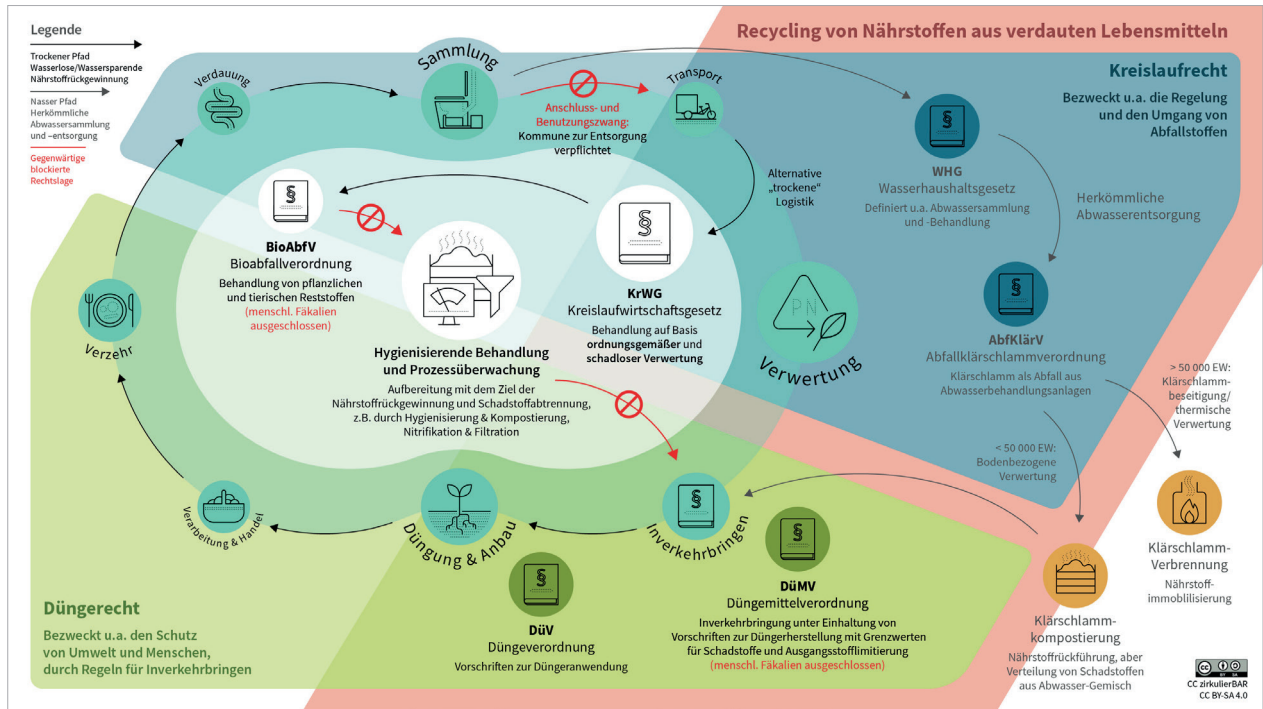 Legende
Trockener Pfad
Wasserlose/Wassersparende
Nährstoffrückgewinnung
Nasser Pfad
Herkömmliche
Abwassersammlung
und –entsorgung
Gegenwärtige
blockierte
Rechtslage
Recycling von Nährstoffen aus verdauten Lebensmitteln
Kreislaufrecht
Bezweckt u.a. die Regelung
und den Umgang von
Abfallstoffen
Verdauung
Sammlung
Anschluss- und
Benutzungszwang:
Kommune zur Entsorgung
verpflichtet
Transport
Alternative
„trockene“
Logistik
§
WHG
Wasserhaushaltsgesetz
Definiert u.a. Abwassersammlung
und -Behandlung
Herkömmliche
Abwasserentsorgung
§
BioAbfV
Bioabfallverordnung
Behandlung von pflanzlichen
und tierischen Reststoffen
(menschl. Fäkalien
ausgeschlossen)
§
KrWG
Kreislaufwirtschaftsgesetz
Behandlung auf Basis
ordnungsgemäßer und
schadloser Verwertung
Hygienisierende Behandlung
und Prozessüberwachung
Aufbereitung mit dem Ziel der
Nährstoffrückgewinnung und Schadstoffabtrennung,
z.B. durch Hygienisierung & Kompostierung,
Nitrifikation & Filtration
PN
Verwertung
§
AbfKlärV
Abfallklärschlammverordnung
Klärschlamm als Abfall aus
Abwasserbehandlungsanlagen
> 50 000 EW:
Klärschlamm-
beseitigung/
thermische
Verwertung
< 50 000 EW:
Bodenbezogene
Verwertung
Verzehr
Verarbeitung & Handel
Düngung & Anbau
§
Inverkehrbringen
§
DüMV
Düngemittelverordnung
Inverkehrbringung unter Einhaltung von
Vorschriften zur Düngerherstellung mit Grenzwerten
für Schadstoffe und Ausgangsstofflimitierung
(menschl. Fäkalien ausgeschlossen)
§
DüV
Düngeverordnung
Vorschriften zur Düngeranwendung
Düngerecht
Bezweckt u.a. den Schutz
von Umwelt und Menschen,
durch Regeln für Inverkehrbringen
Klärschlamm-
Verbrennung
Nährstoff-
immoblilisierung
Klärschlamm-
kompostierung
Nährstoffrückführung, aber
Verteilung von Schadstoffen
aus Abwasser-Gemisch
cc BY SA
CC zirkulierBAR
CC BY-SA 4.0